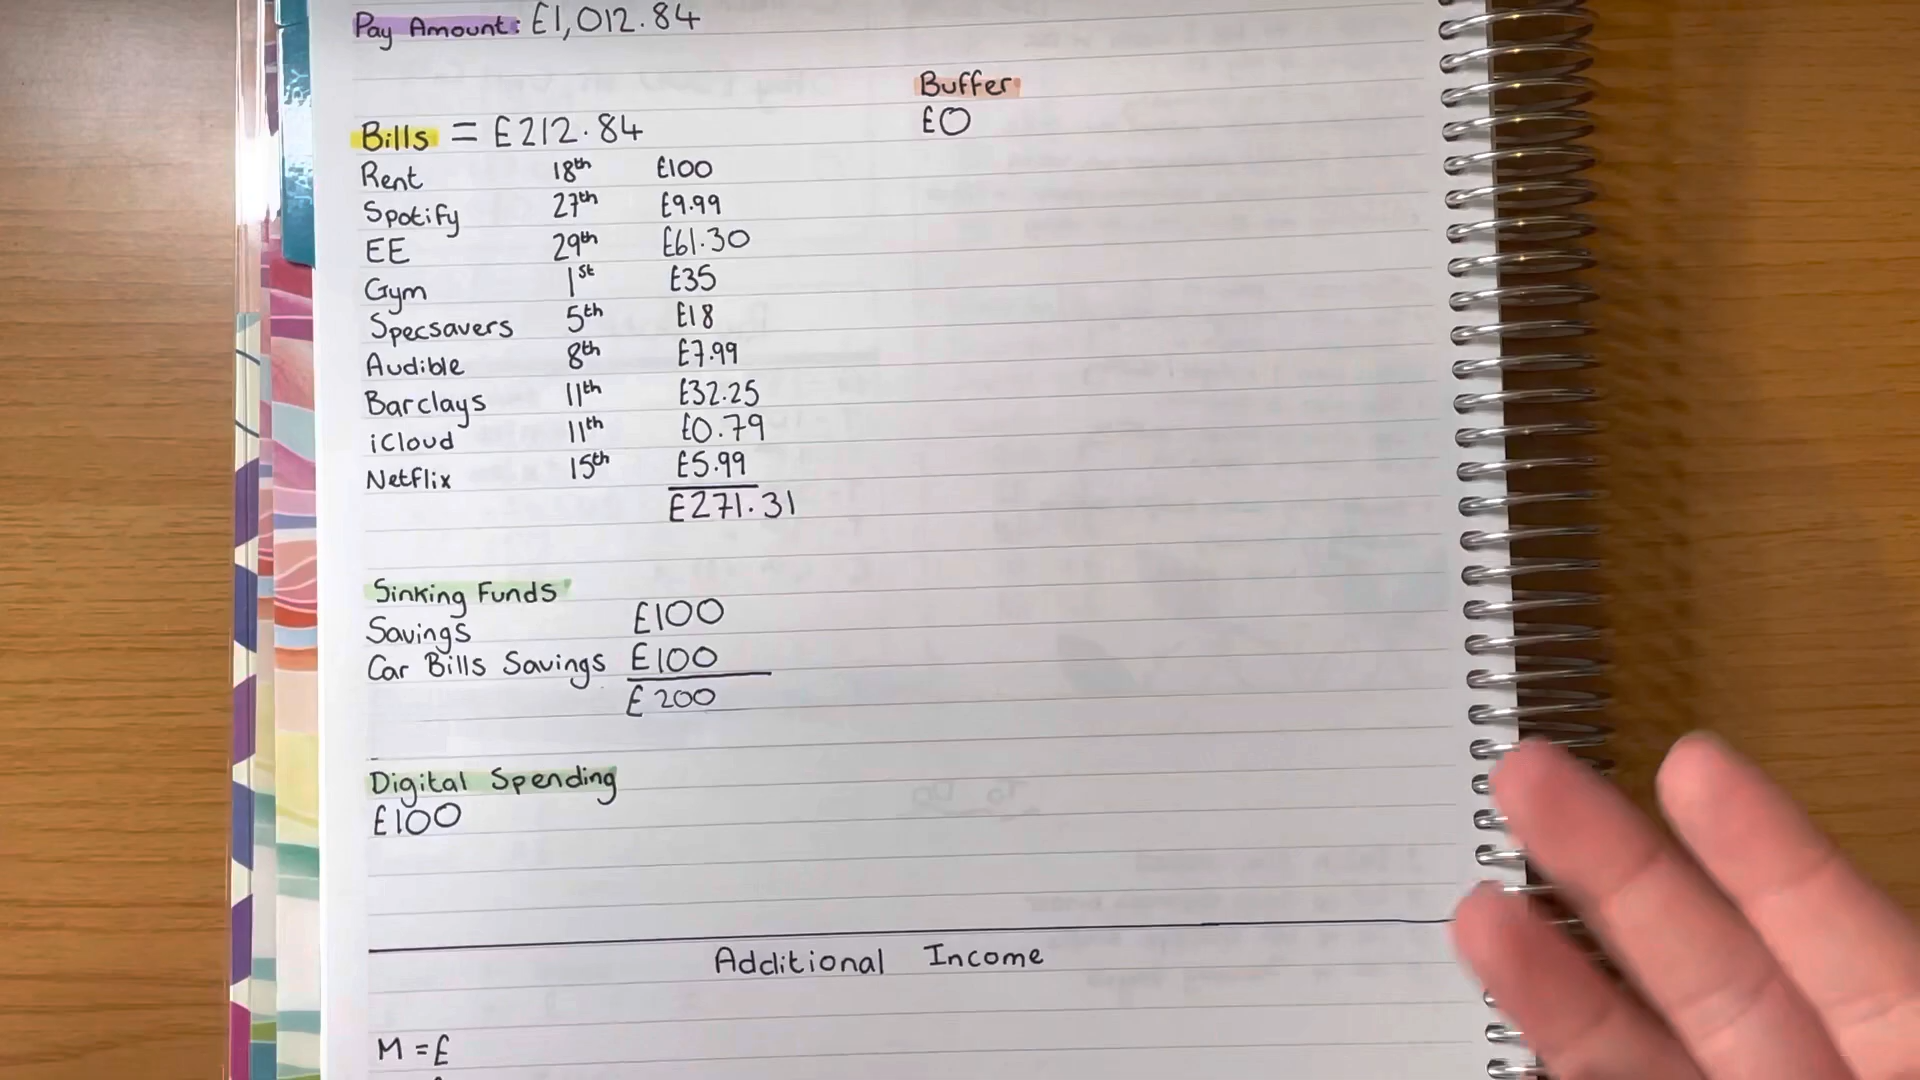 Pay Amount: £1,012.84
Buffer
£0
Bills = £212.84
Rent 18th £100
Spotify 27th £9.99
EE 29th £61.30
Gym 1st £35
Specsavers 5th £18
Audible 8th £7.99
Barclays 11th £32.25
iCloud 11th £0.79
Netflix 15th £5.99
£271.31
Sinking Funds
Savings £100
Car Bills Savings £100
£200
Digital Spending
£100
Additional Income
M = £